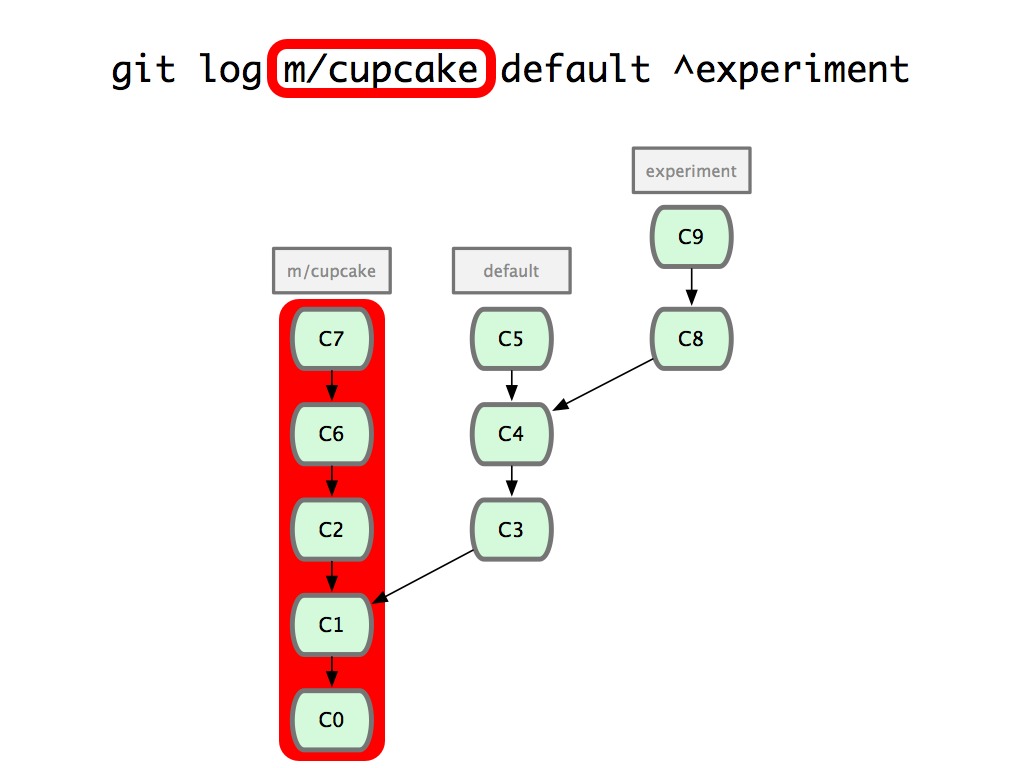 git log m/cupcake default ^experiment
experiment
C9
m/cupcake default
C7 C5 C8
C6 C4
C2 C3
C1
C0